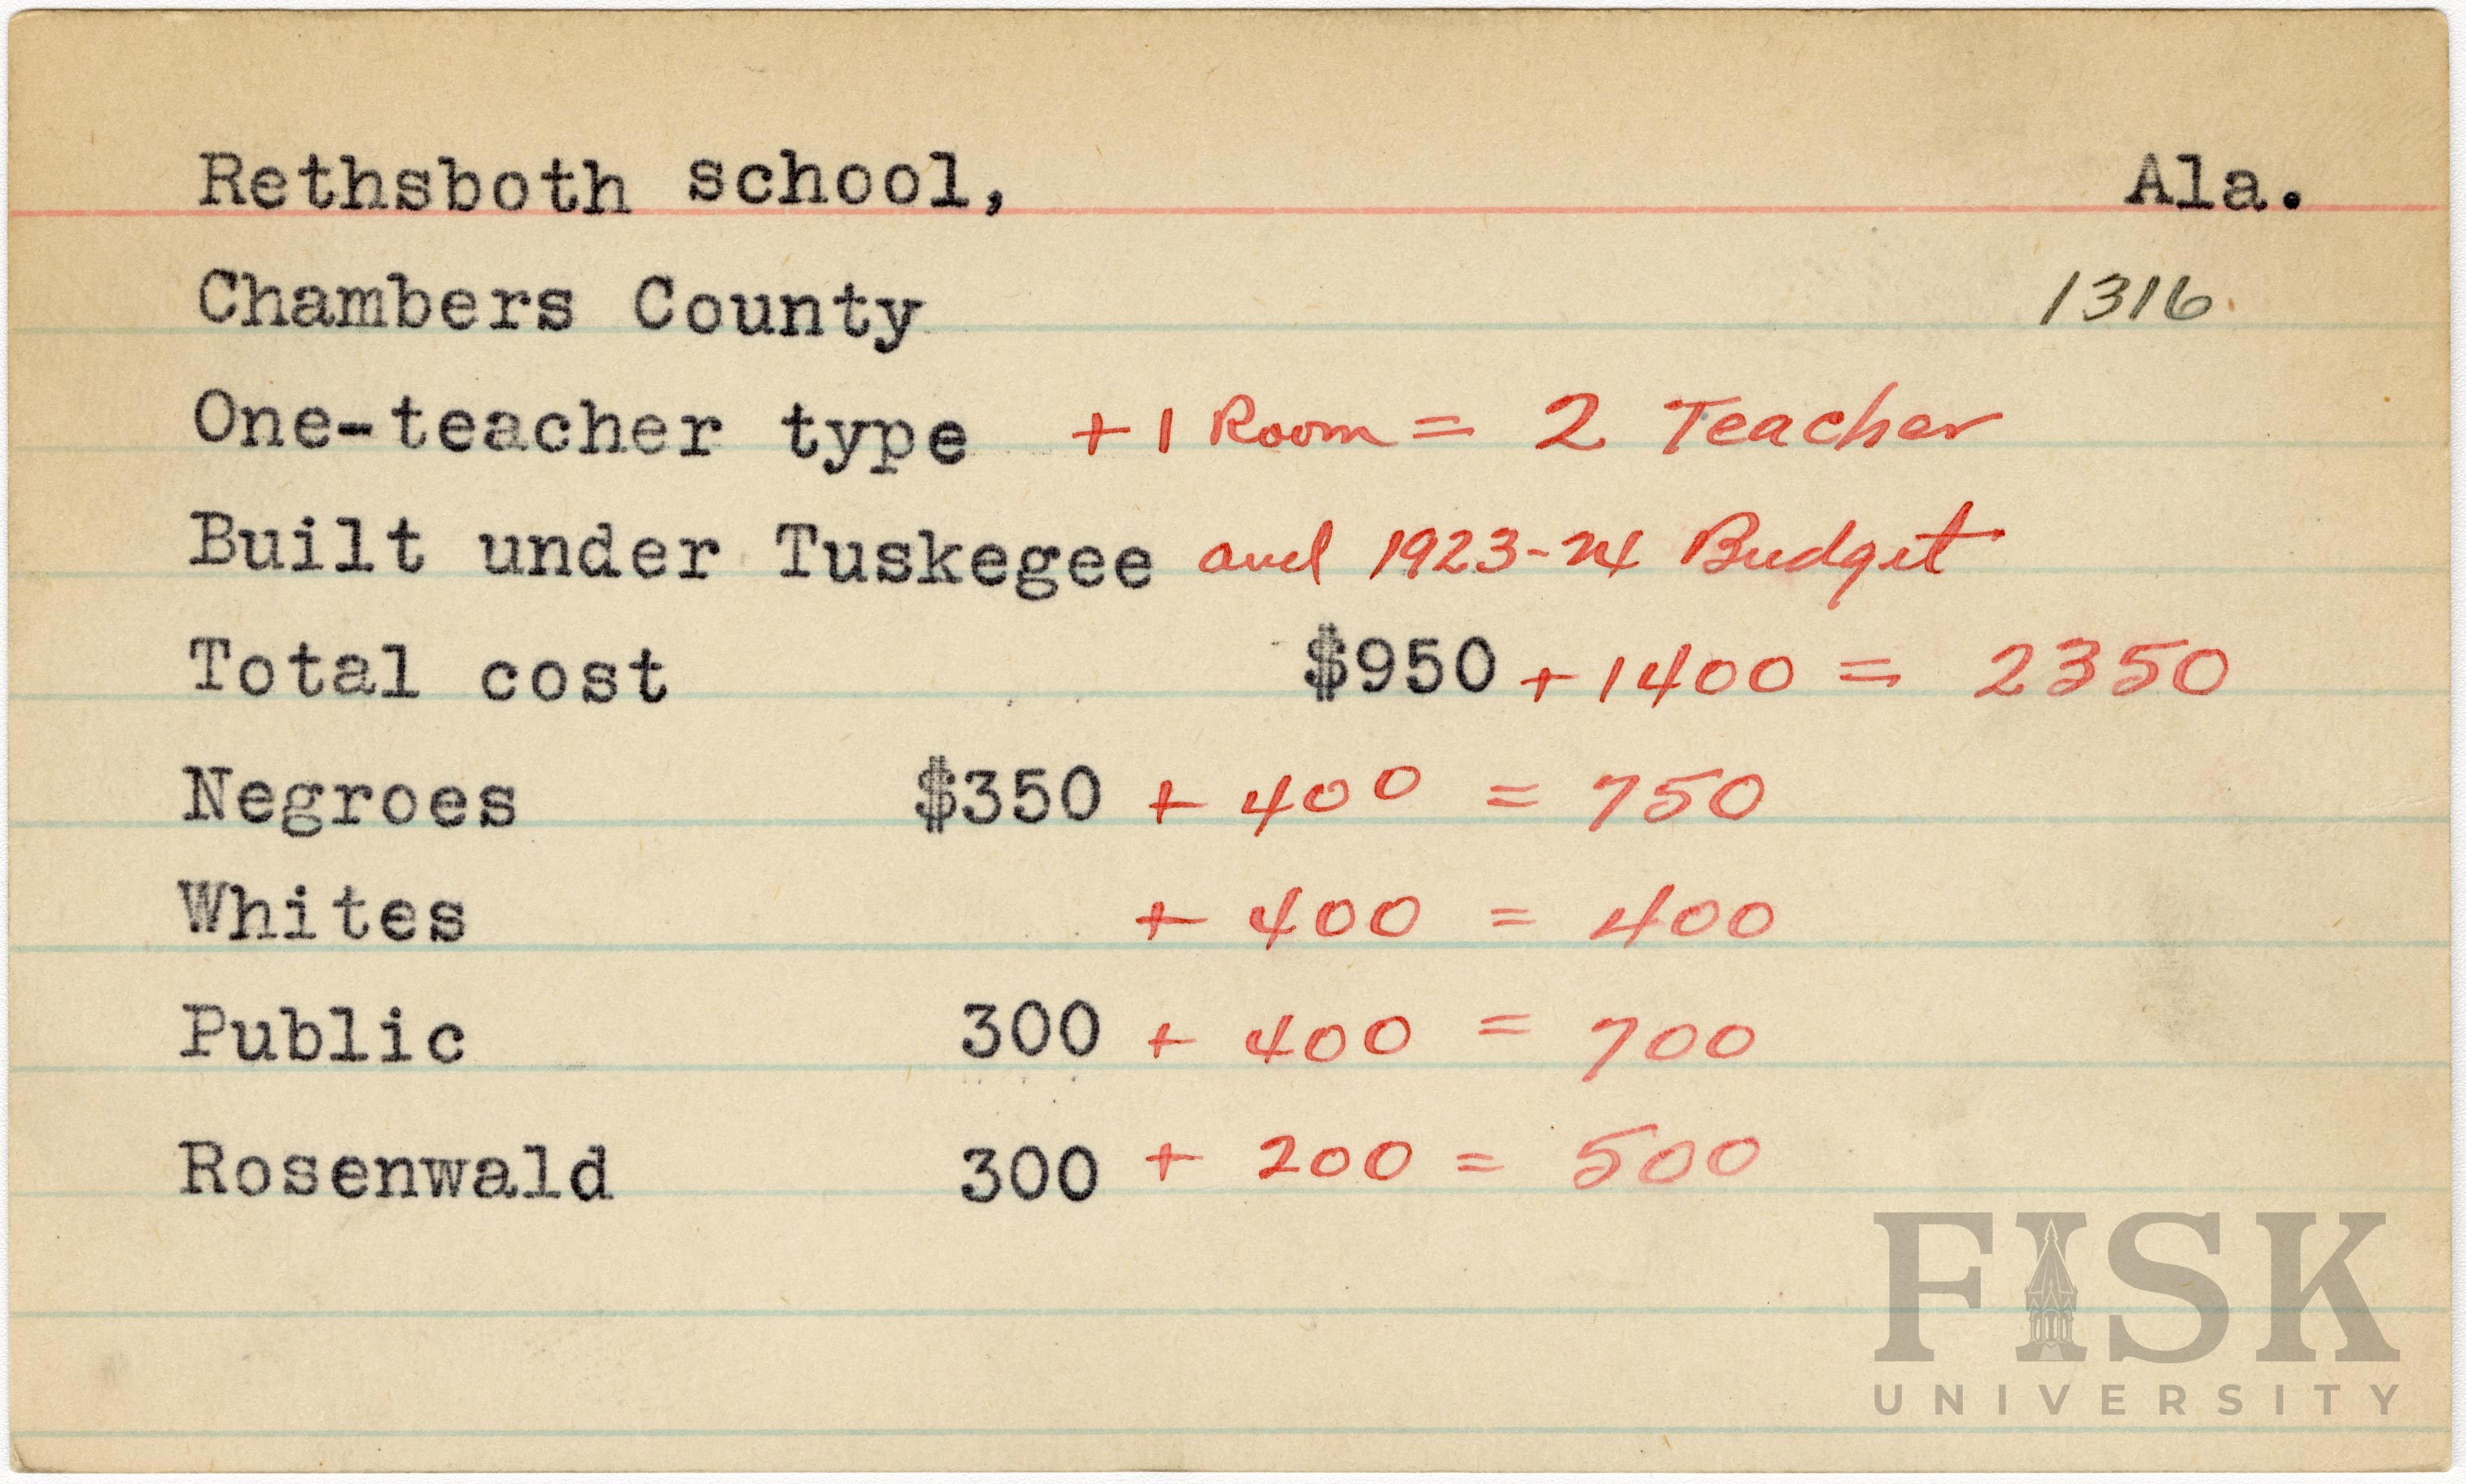 Rethsboth school, Ala.
Chambers County 1316
One-teacher type + 1 Room = 2 Teacher
Built under Tuskegee and 1923-24 Budget
Total cost $950 + 1400 = 2350
Negroes $350 + 400 = 750
Whites + 400 = 400
Public 300 + 400 = 700
Rosenwald 300 + 200 = 500
FISK
UNIVERSITY